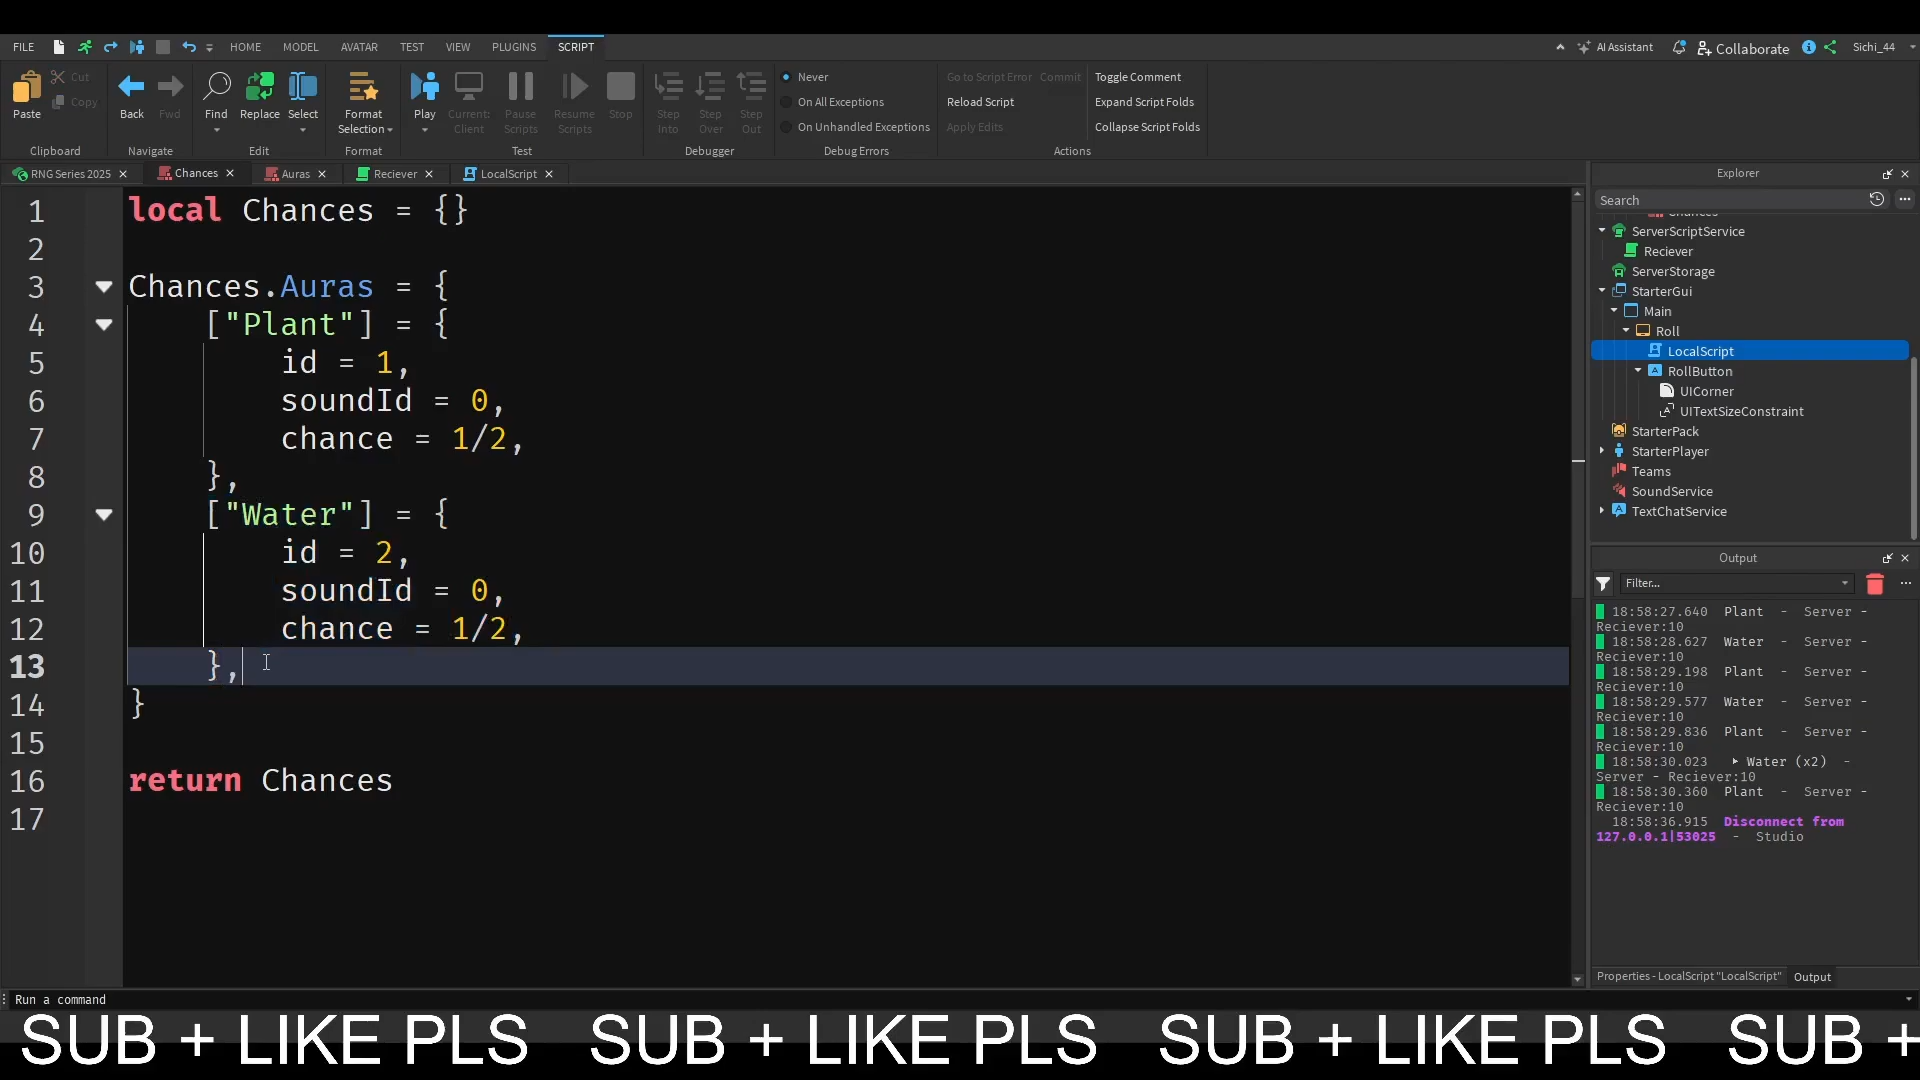 FILE HOME MODEL AVATAR TEST VIEW PLUGINS SCRIPT AI Assistant Collaborate Sichi_44
Paste Cut Copy Back Fwd Find Replace Select Format Selection Play Current: Client Pause Scripts Resume Scripts Stop Step Into Step Over Step Out
Never
On All Exceptions
On Unhandled Exceptions
Go to Script Error Commit
Reload Script
Apply Edits
Toggle Comment
Expand Script Folds
Collapse Script Folds
Clipboard Navigate Edit Format Test Debugger Debug Errors Actions
RNG Series 2025 Chances Auras Reciever LocalScript
1 local Chances = {}
2
3 Chances.Auras = {
4 ["Plant"] = {
5 id = 1,
6 soundId = 0,
7 chance = 1/2,
8 },
9 ["Water"] = {
10 id = 2,
11 soundId = 0,
12 chance = 1/2,
13 },
14 }
15
16 return Chances
17
Explorer
Search
Chances
ServerScriptService
Reciever
ServerStorage
StarterGui
Main
Roll
LocalScript
RollButton
UICorner
UITextSizeConstraint
StarterPack
StarterPlayer
Teams
SoundService
TextChatService
Output
Filter...
18:58:27.640 Plant - Server -
Reciever:10
18:58:28.627 Water - Server -
Reciever:10
18:58:29.198 Plant - Server -
Reciever:10
18:58:29.577 Water - Server -
Reciever:10
18:58:29.836 Plant - Server -
Reciever:10
18:58:30.023 Water (x2) -
Server - Reciever:10
18:58:30.360 Plant - Server -
Reciever:10
18:58:36.915 Disconnect from
127.0.0.1|53025 - Studio
Properties - LocalScript "LocalScript" Output
Run a command
SUB + LIKE PLS SUB + LIKE PLS SUB + LIKE PLS SUB +